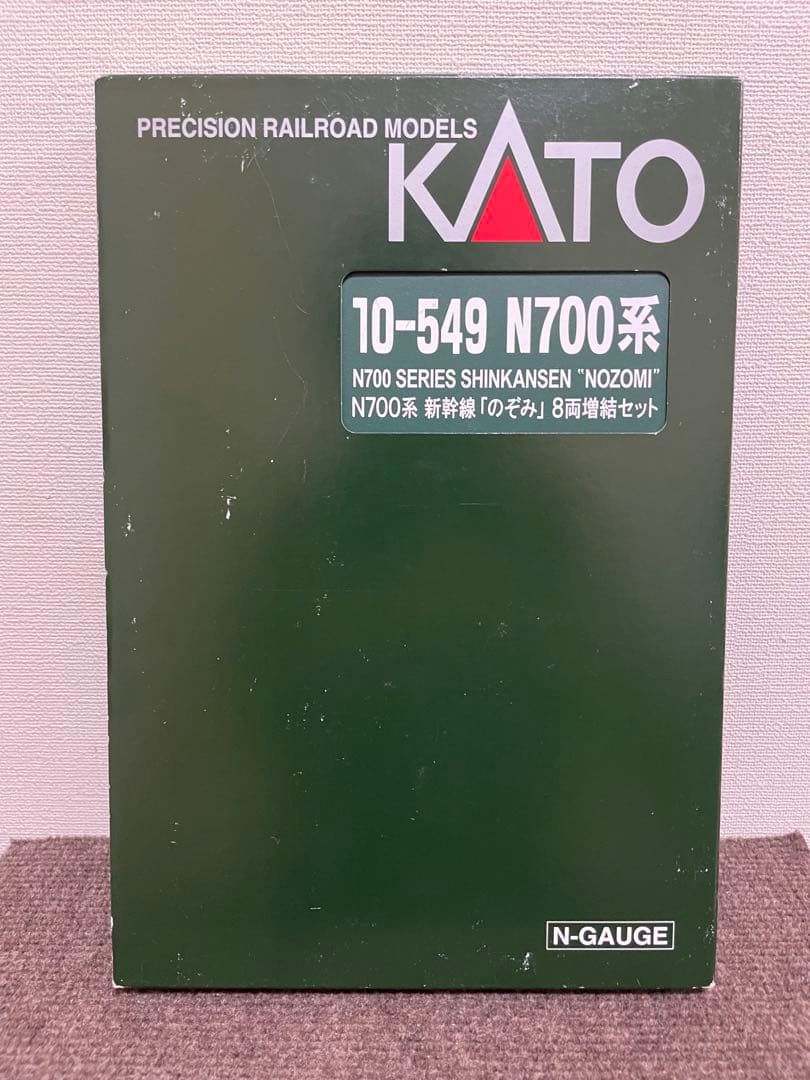 PRECISION RAILROAD MODELS
KATO
10-549 N700系
N700 SERIES SHINKANSEN "NOZOMI"
N700系 新幹線「のぞみ」8両増結セット
N-GAUGE